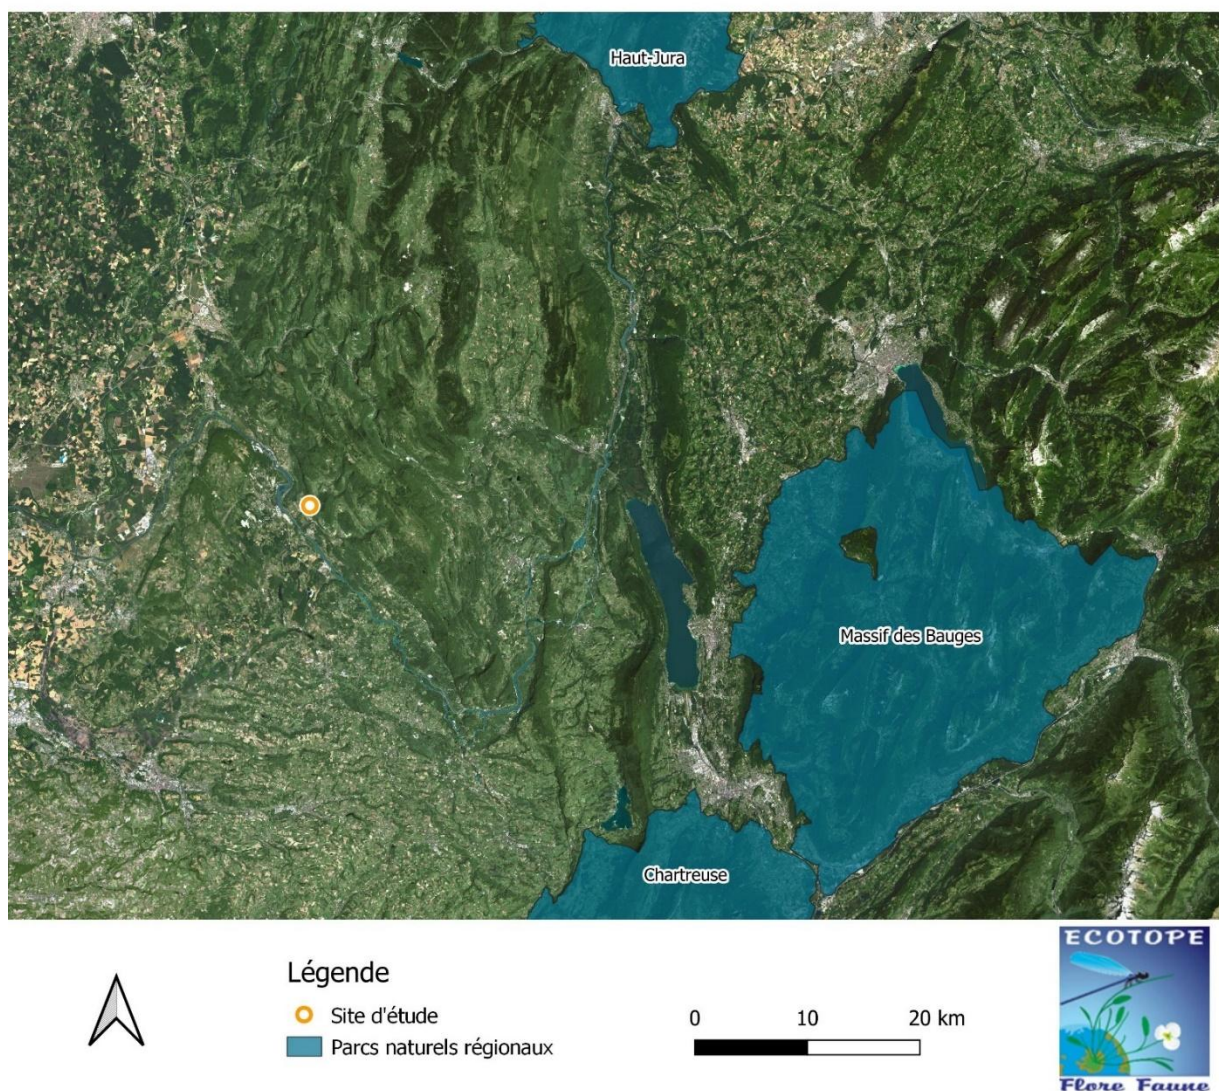 Haut-Jura
Massif des Bauges
Chartreuse
Légende
Site d'étude
Parcs naturels régionaux
0 10 20 km
ECOTOPE
Flore Faune